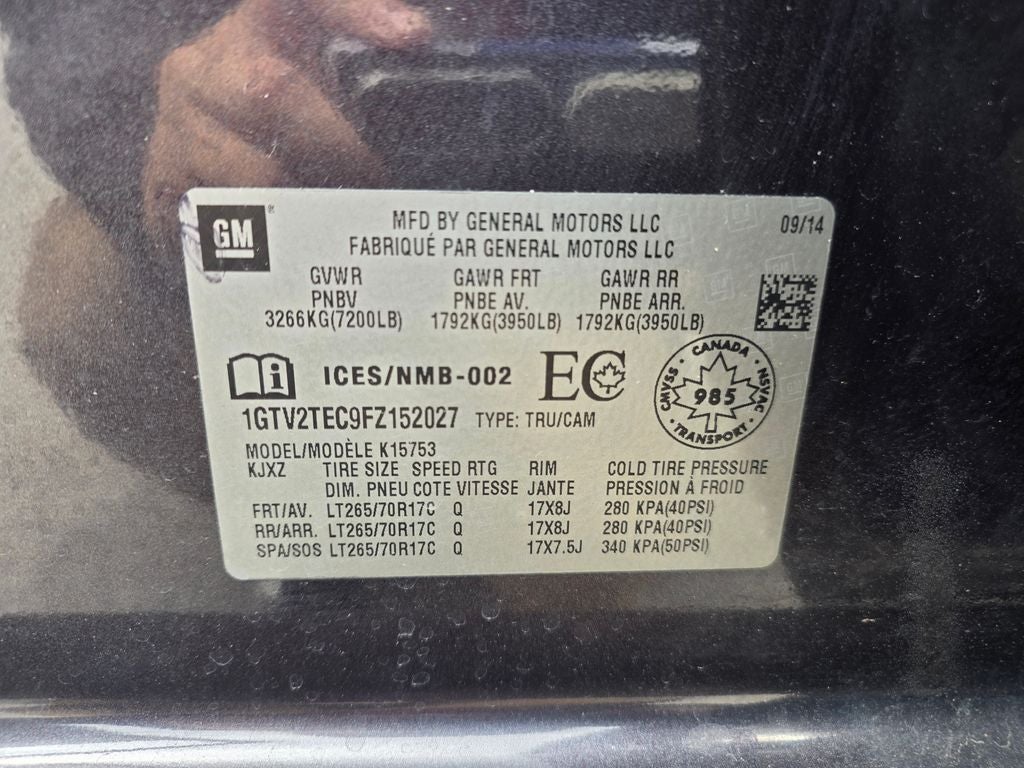 GM
MFD BY GENERAL MOTORS LLC 09/14
FABRIQUÉ PAR GENERAL MOTORS LLC
GVWR GAWR FRT GAWR RR
PNBV PNBE AV. PNBE ARR.
3266KG(7200LB) 1792KG(3950LB) 1792KG(3950LB)
ICES/NMB-002 EC
CANADA
CMVSS 985 NSVAC
TRANSPORT
1GTV2TEC9FZ152027 TYPE: TRU/CAM
MODEL/MODÈLE K15753
KJXZ TIRE SIZE SPEED RTG RIM COLD TIRE PRESSURE
DIM. PNEU COTE VITESSE JANTE PRESSION À FROID
FRT/AV. LT265/70R17C Q 17X8J 280 KPA(40PSI)
RR/ARR. LT265/70R17C Q 17X8J 280 KPA(40PSI)
SPA/SOS LT265/70R17C Q 17X7.5J 340 KPA(50PSI)